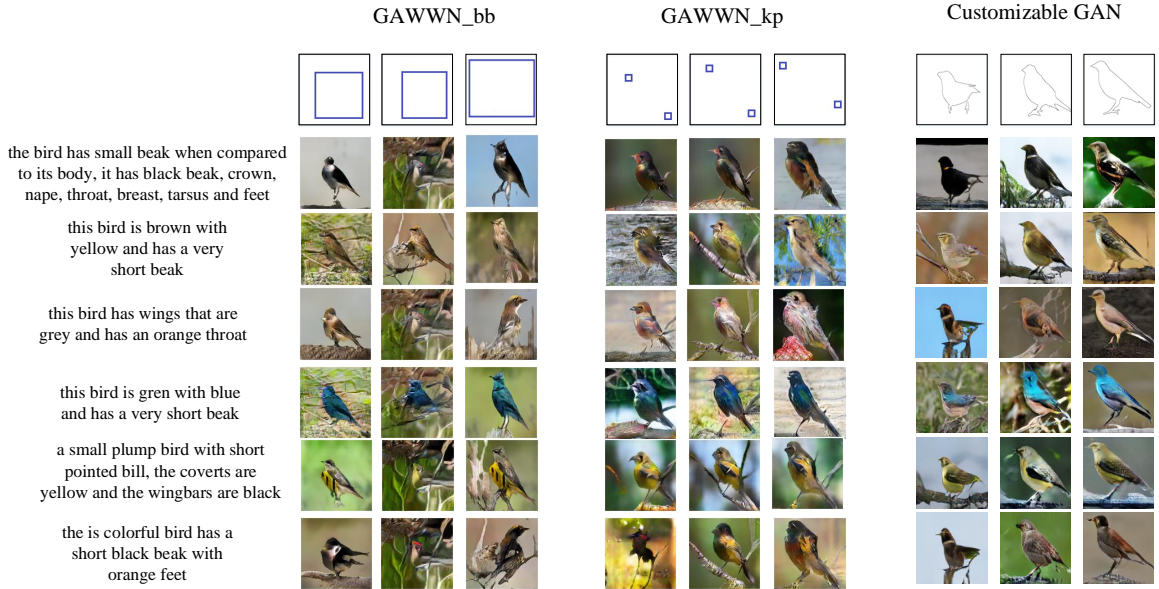 GAWWN_bb
GAWWN_kp
Customizable GAN
the bird has small beak when compared
to its body, it has black beak, crown,
nape, throat, breast, tarsus and feet
this bird is brown with
yellow and has a very
short beak
this bird has wings that are
grey and has an orange throat
this bird is gren with blue
and has a very short beak
a small plump bird with short
pointed bill, the coverts are
yellow and the wingbars are black
the is colorful bird has a
short black beak with
orange feet